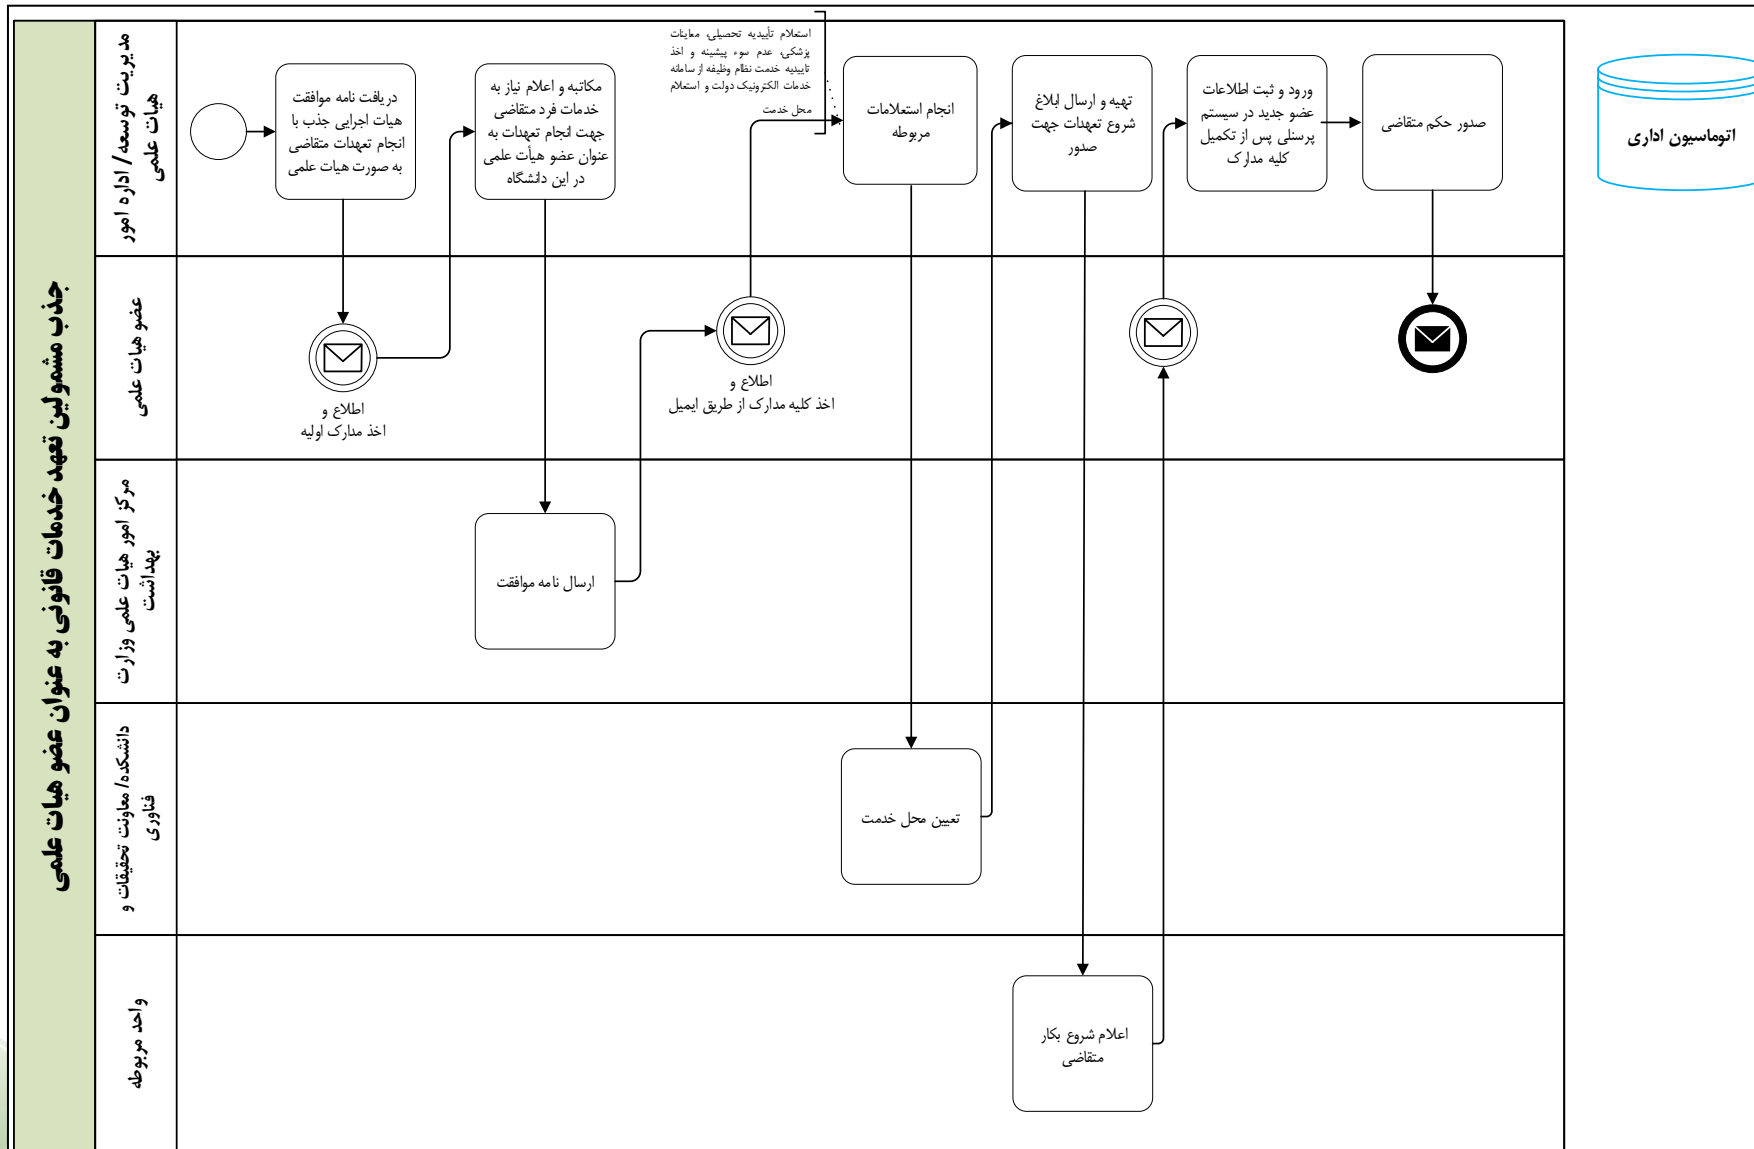 جذب مشمولین تعهد خدمات قانونی به عنوان عضو هیات علمی
مدیریت توسعه/ اداره امور
هیات علمی
دریافت نامه موافقت
هیات اجرایی جذب با
انجام تعهدات متقاضی
به صورت هیات علمی
مکاتبه و اعلام نیاز به
خدمات فرد متقاضی
جهت انجام تعهدات به
عنوان عضو هیأت علمی
در این دانشگاه
استعلام تأییدیه تحصیلی، معاینات
پزشکی، عدم سوء پیشینه و اخذ
تاییدیه خدمت نظام وظیفه از سامانه
خدمات الکترونیک دولت و استعلام
محل خدمت
انجام استعلامات
مربوطه
تهیه و ارسال ابلاغ
شروع تعهدات جهت
صدور
ورود و ثبت اطلاعات
عضو جدید در سیستم
پرسنلی پس از تکمیل
کلیه مدارک
صدور حکم متقاضی
اتوماسیون اداری
عضو هیات علمی
اطلاع و
اخذ مدارک اولیه
اطلاع و
اخذ کلیه مدارک از طریق ایمیل
مرکز امور هیات علمی وزارت
بهداشت
ارسال نامه موافقت
دانشکده/ معاونت تحقیقات و
فناوری
تعیین محل خدمت
واحد مربوطه
اعلام شروع بکار
متقاضی